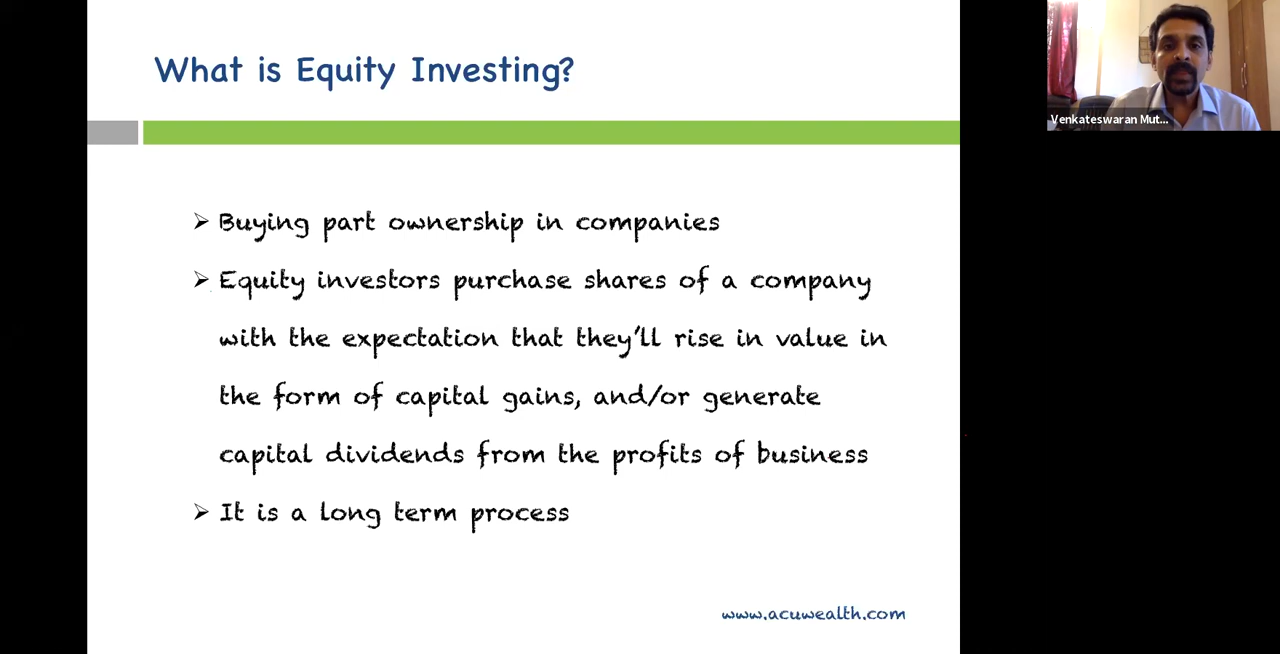 What is Equity Investing?
➢ Buying part ownership in companies
➢ Equity investors purchase shares of a company
with the expectation that they'll rise in value in
the form of capital gains, and/or generate
capital dividends from the profits of business
➢ It is a long term process
www.acuwealth.com
Venkateswaran Mut...